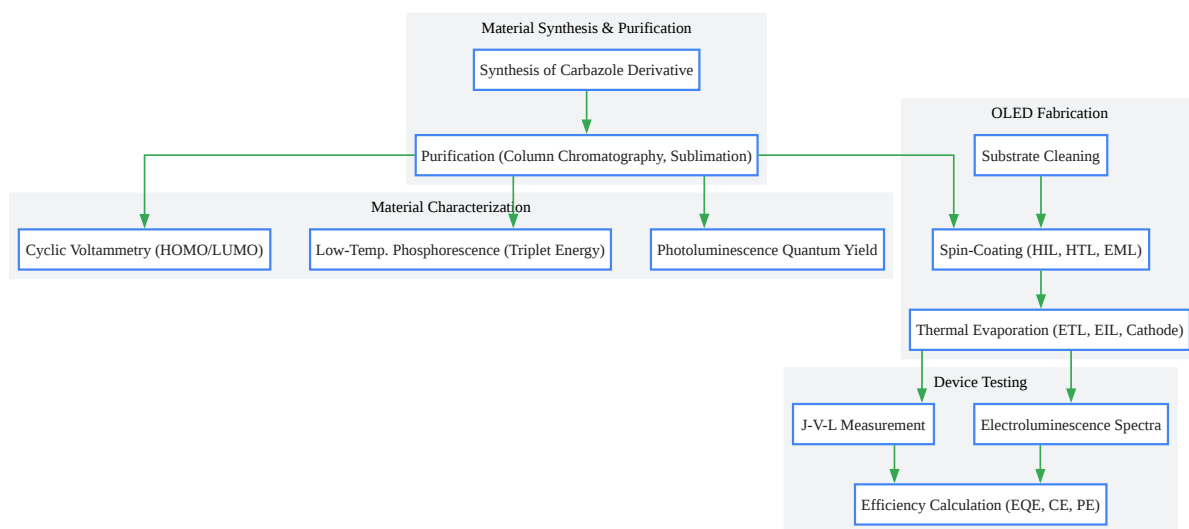 Material Synthesis & Purification
Synthesis of Carbazole Derivative
Purification (Column Chromatography, Sublimation)
Material Characterization
Cyclic Voltammetry (HOMO/LUMO)
Low-Temp. Phosphorescence (Triplet Energy)
Photoluminescence Quantum Yield
OLED Fabrication
Substrate Cleaning
Spin-Coating (HIL, HTL, EML)
Thermal Evaporation (ETL, EIL, Cathode)
Device Testing
J-V-L Measurement
Electroluminescence Spectra
Efficiency Calculation (EQE, CE, PE)